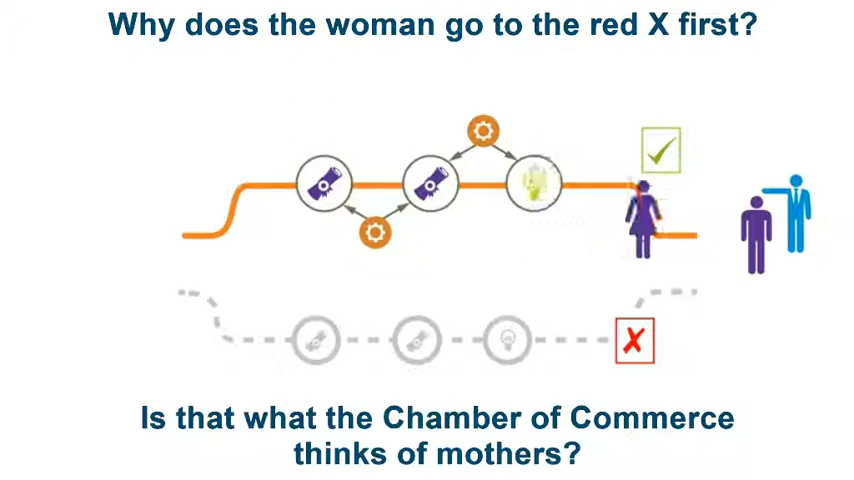 Why does the woman go to the red X first?
Is that what the Chamber of Commerce
thinks of mothers?